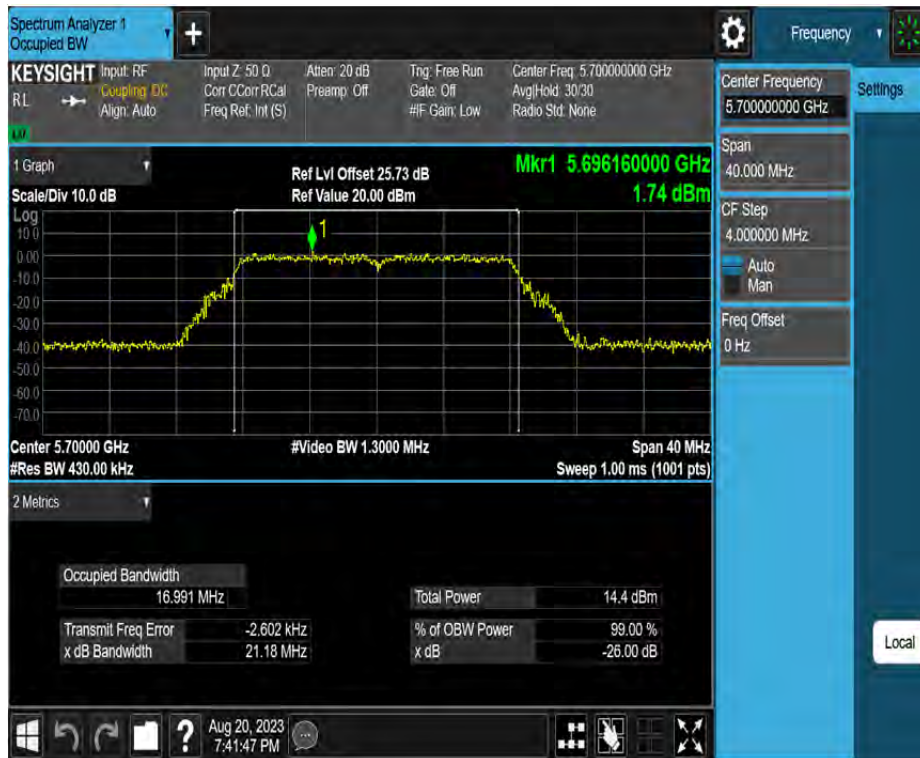 Spectrum Analyzer 1
Occupied BW
+
Frequency
KEYSIGHT
RL
Input: RF
Coupling: DC
Align: Auto
Input Z: 50 Ω
Corr CCorr RCal
Freq Ref: Int (S)
Atten: 20 dB
Preamp: Off
Trig: Free Run
Gate: Off
#IF Gain: Low
Center Freq: 5.700000000 GHz
Avg|Hold: 30/30
Radio Std: None
Center Frequency
5.700000000 GHz
Settings
Span
40.000 MHz
CF Step
4.000000 MHz
Auto
Man
Freq Offset
0 Hz
1 Graph
Scale/Div 10.0 dB
Ref Lvl Offset 25.73 dB
Ref Value 20.00 dBm
Mkr1 5.696160000 GHz
1.74 dBm
Log
10.0
0.00
-10.0
-20.0
-30.0
-40.0
-50.0
-60.0
-70.0
1
Center 5.70000 GHz
#Res BW 430.00 kHz
#Video BW 1.3000 MHz
Span 40 MHz
Sweep 1.00 ms (1001 pts)
2 Metrics
Occupied Bandwidth
16.991 MHz
Transmit Freq Error -2.602 kHz
x dB Bandwidth 21.18 MHz
Total Power 14.4 dBm
% of OBW Power 99.00 %
x dB -26.00 dB
Local
?
Aug 20, 2023
7:41:47 PM